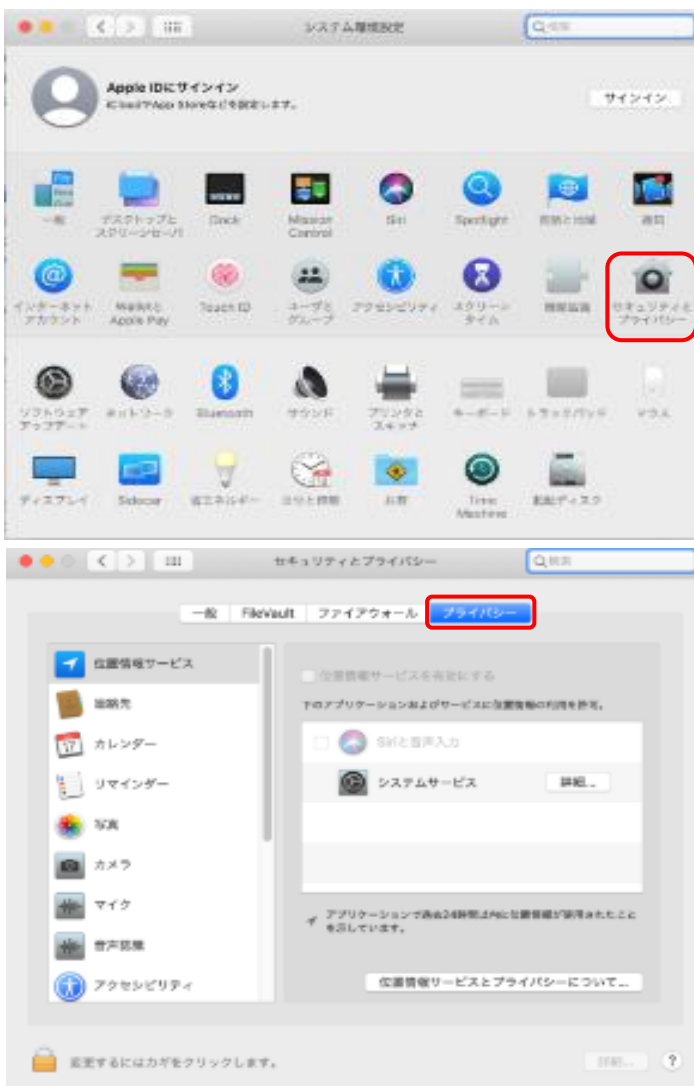 システム環境設定
検索
Apple IDにサインイン
iCloudやApp Storeなどを設定します。
サインイン
一般
デスクトップと
スクリーンセーバ
Dock
Mission
Control
Siri
Spotlight
言語と地域
通知
インターネット
アカウント
Walletと
Apple Pay
Touch ID
ユーザと
グループ
アクセシビリティ
スクリーン
タイム
機能拡張
セキュリティと
プライバシー
ソフトウェア
アップデート
ネットワーク
Bluetooth
サウンド
プリンタと
スキャナ
キーボード
トラックパッド
マウス
ディスプレイ
Sidecar
省エネルギー
日付と時刻
共有
Time
Machine
起動ディスク
セキュリティとプライバシー
検索
一般
FileVault
ファイアウォール
プライバシー
位置情報サービス
連絡先
カレンダー
リマインダー
写真
カメラ
マイク
音声認識
アクセシビリティ
位置情報サービスを有効にする
下のアプリケーションおよびサービスに位置情報の利用を許可。
Siriと音声入力
システムサービス
詳細...
アプリケーションで過去24時間以内に位置情報が使用されたこと
を示しています。
位置情報サービスとプライバシーについて...
変更するにはカギをクリックします。
詳細...
?